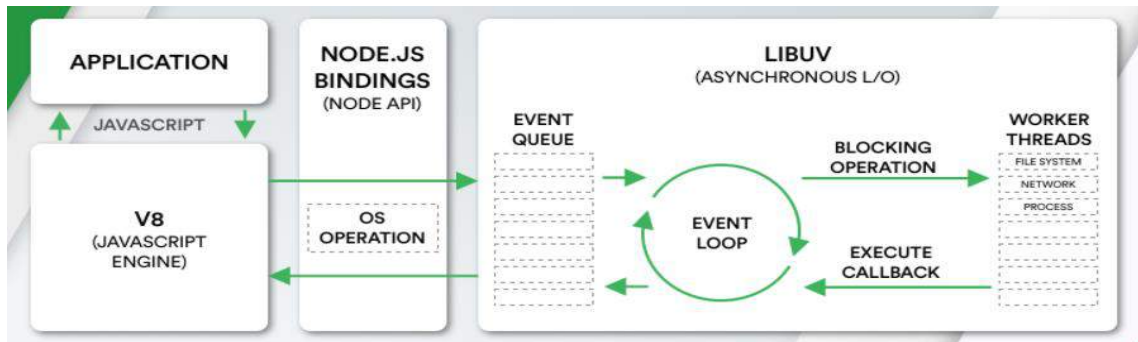 APPLICATION
JAVASCRIPT
V8
(JAVASCRIPT
ENGINE)
NODE.JS
BINDINGS
(NODE API)
OS
OPERATION
LIBUV
(ASYNCHRONOUS L/O)
EVENT
QUEUE
EVENT
LOOP
BLOCKING
OPERATION
EXECUTE
CALLBACK
WORKER
THREADS
FILE SYSTEM
NETWORK
PROCESS